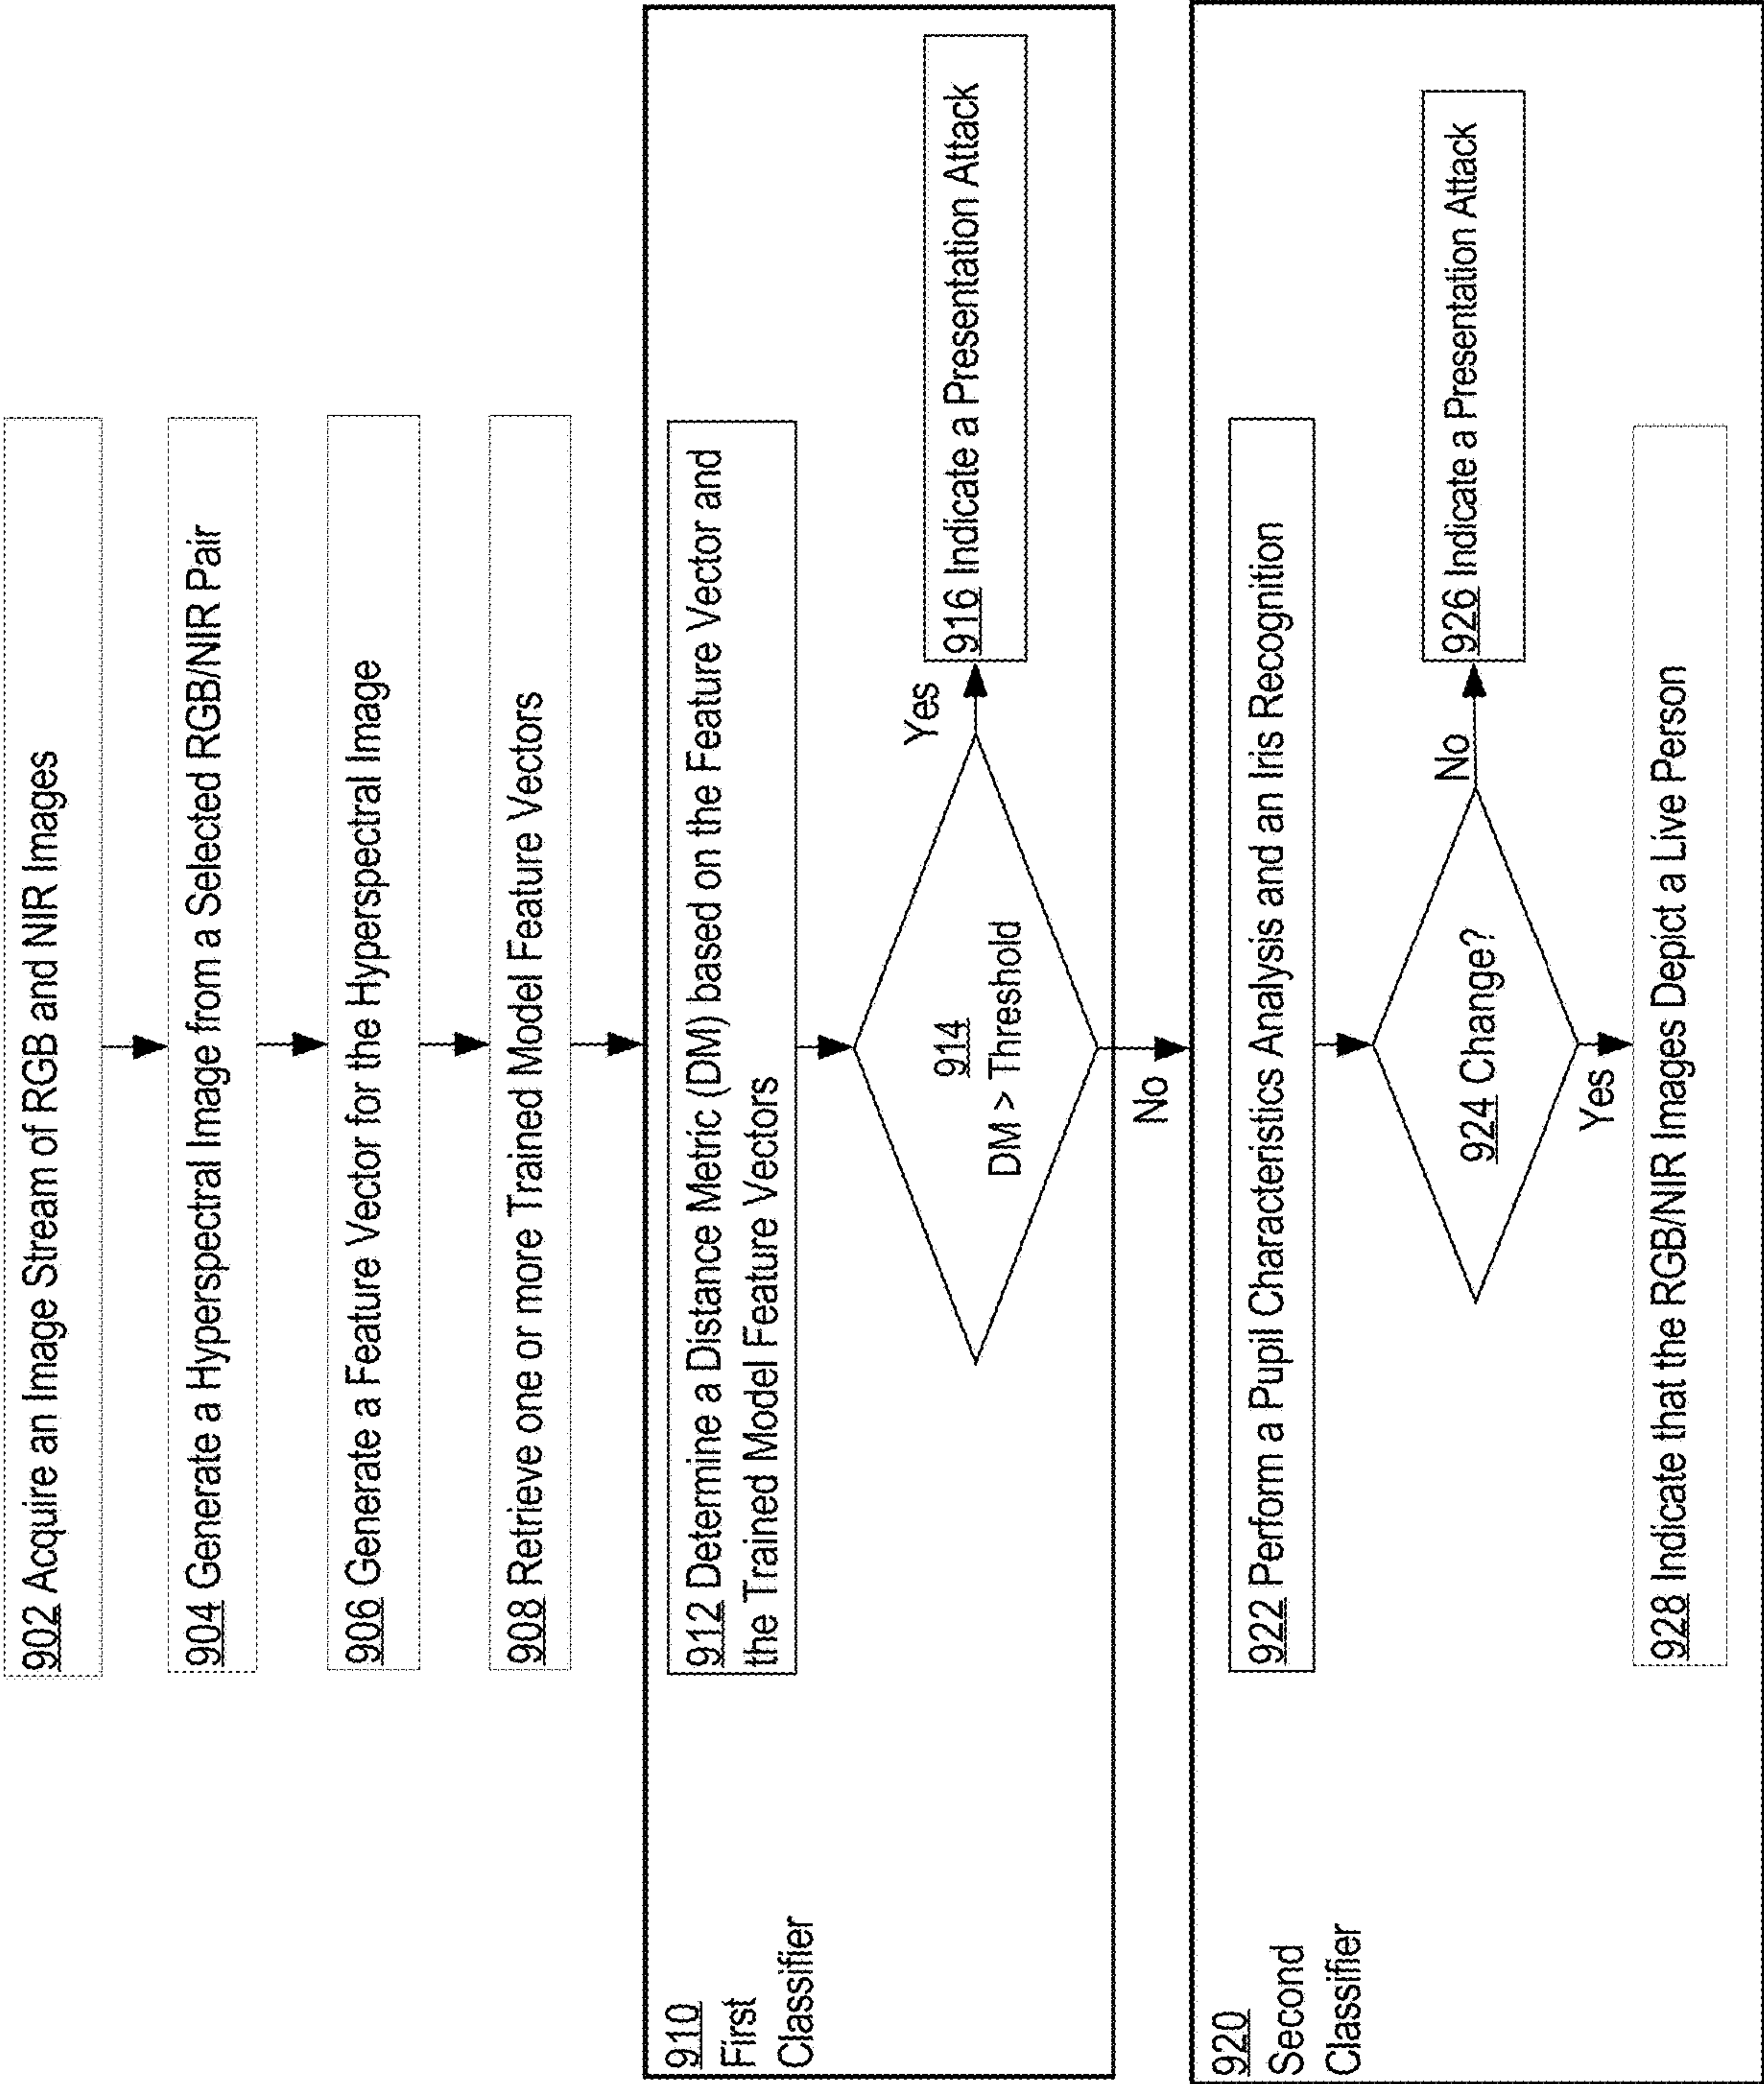 902 Acquire an Image Stream of RGB and NIR Images
904 Generate a Hyperspectral Image from a Selected RGB/NIR Pair
906 Generate a Feature Vector for the Hyperspectral Image
908 Retrieve one or more Trained Model Feature Vectors
910
First
Classifier
912 Determine a Distance Metric (DM) based on the Feature Vector and
the Trained Model Feature Vectors
914
DM > Threshold
Yes
916 Indicate a Presentation Attack
No
920
Second
Classifier
922 Perform a Pupil Characteristics Analysis and an Iris Recognition
924 Change?
No
926 Indicate a Presentation Attack
Yes
928 Indicate that the RGB/NIR Images Depict a Live Person